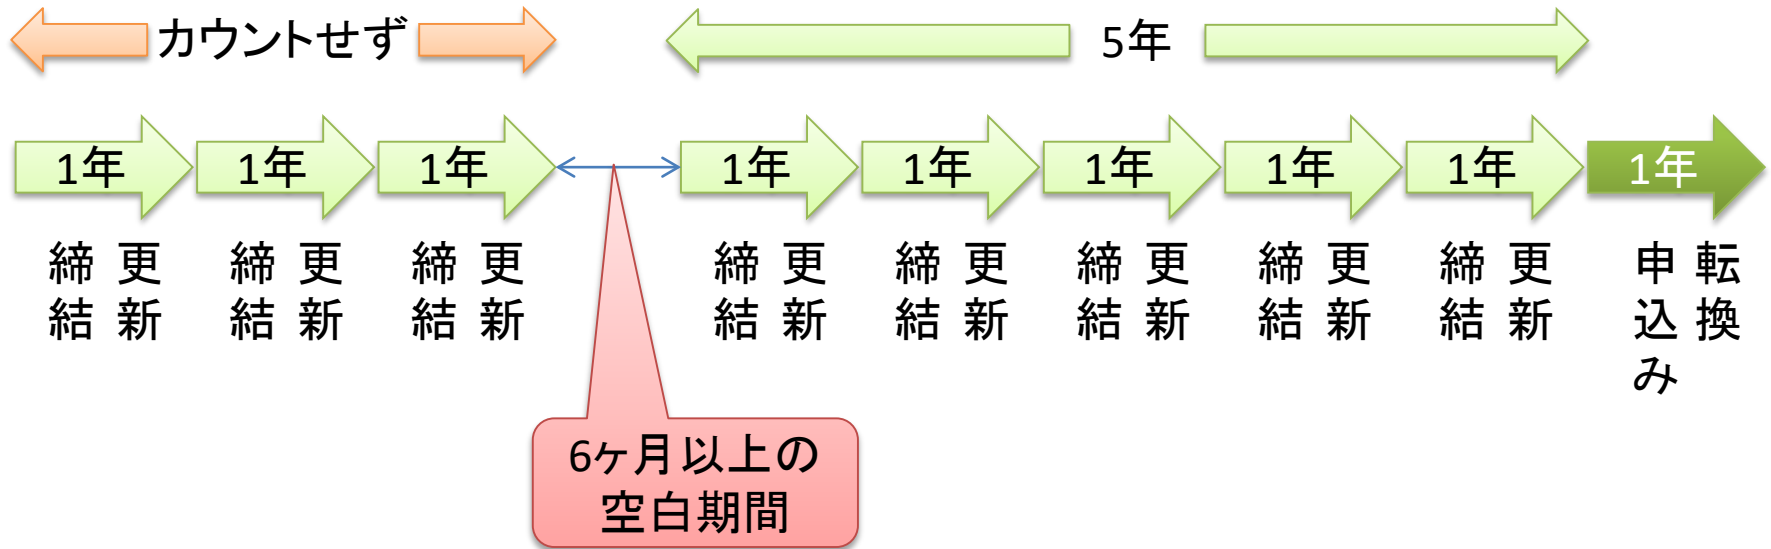 カウントせず
5年
1年
1年
1年
1年
1年
1年
1年
1年
1年
締結
更新
締結
更新
締結
更新
締結
更新
締結
更新
締結
更新
締結
更新
締結
更新
申込み
転換
6ヶ月以上の
空白期間